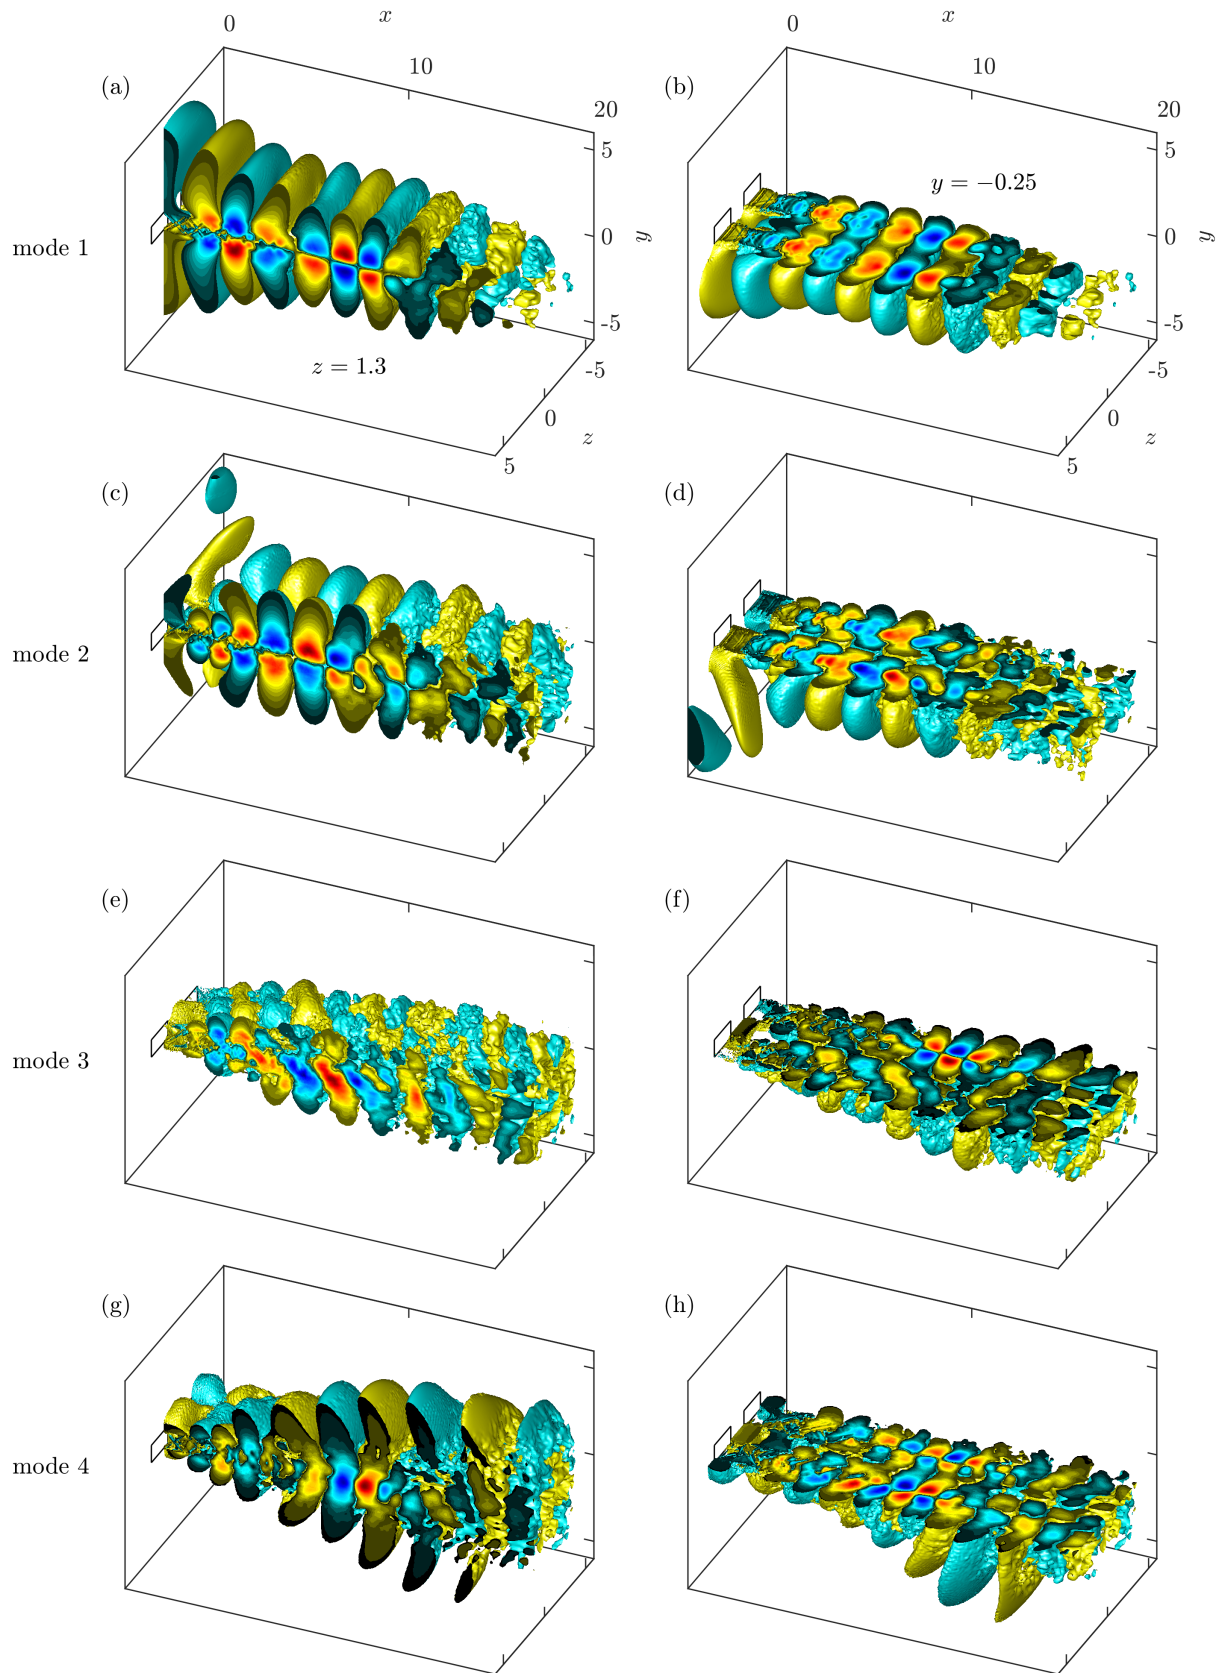 x x
0 0
10 10
(a) (b) 20 20
5 5
y = −0.25
mode 1 0 y 0 y
-5 -5
z = 1.3 -5 -5
0 0
z z
5 5
(c) (d)
mode 2
(e) (f)
mode 3
(g) (h)
mode 4